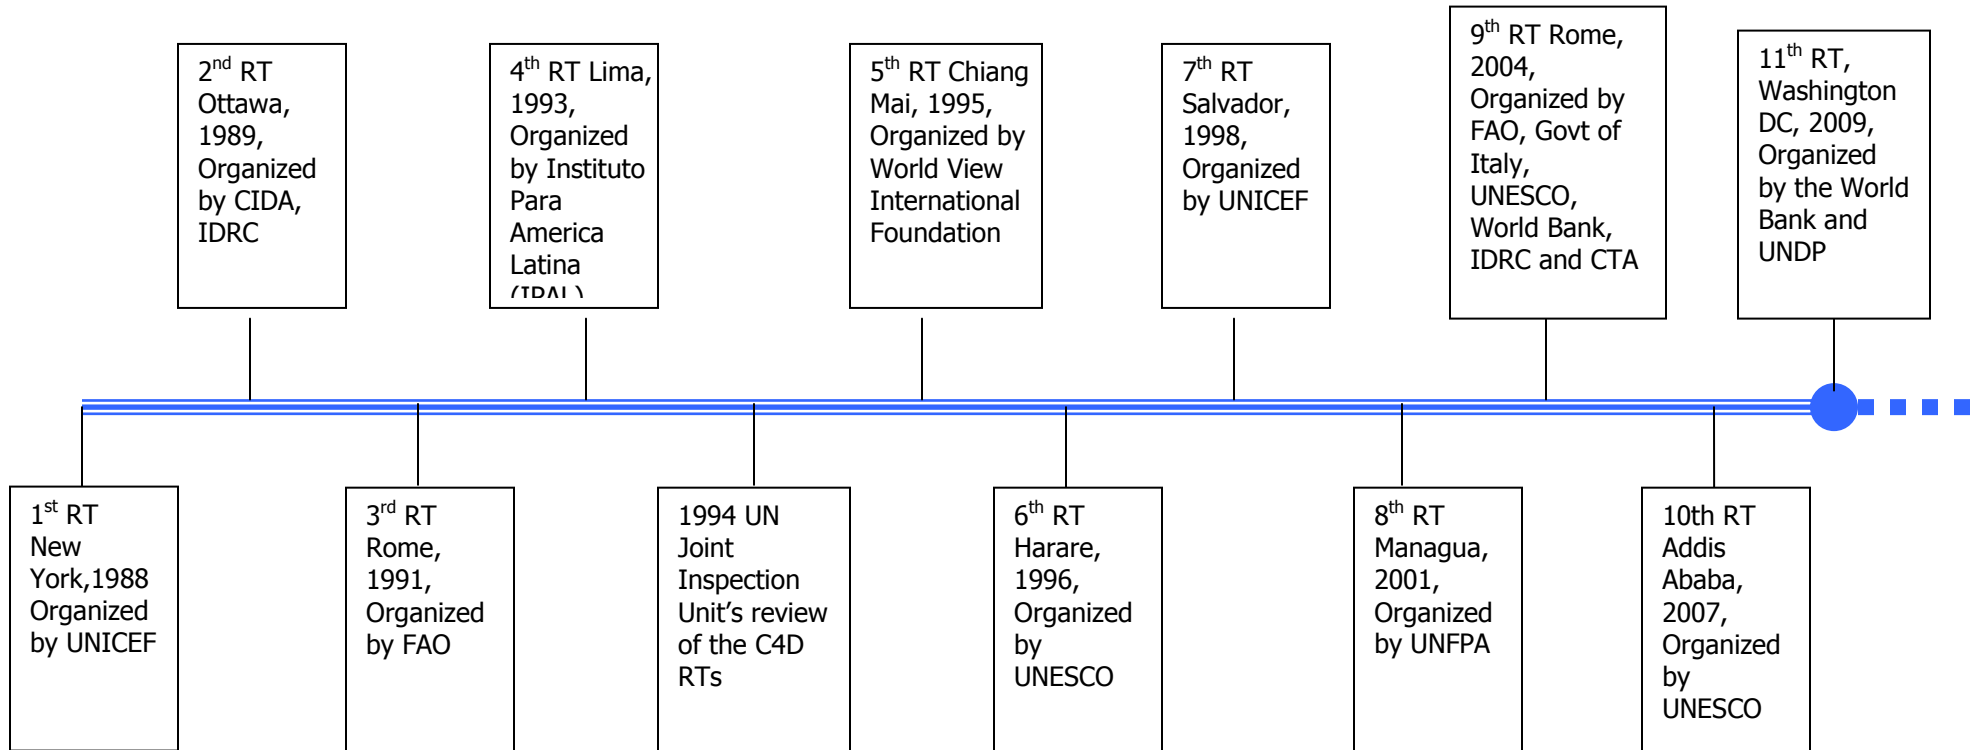 2nd RT
Ottawa,
1989,
Organized
by CIDA,
IDRC
4th RT Lima,
1993,
Organized
by Instituto
Para
America
Latina
(IPAL)
5th RT Chiang
Mai, 1995,
Organized by
World View
International
Foundation
7th RT
Salvador,
1998,
Organized
by UNICEF
9th RT Rome,
2004,
Organized by
FAO, Govt of
Italy,
UNESCO,
World Bank,
IDRC and CTA
11th RT,
Washington
DC, 2009,
Organized
by the World
Bank and
UNDP
1st RT
New
York,1988
Organized
by UNICEF
3rd RT
Rome,
1991,
Organized
by FAO
1994 UN
Joint
Inspection
Unit’s review
of the C4D
RTs
6th RT
Harare,
1996,
Organized
by
UNESCO
8th RT
Managua,
2001,
Organized
by UNFPA
10th RT
Addis
Ababa,
2007,
Organized
by
UNESCO